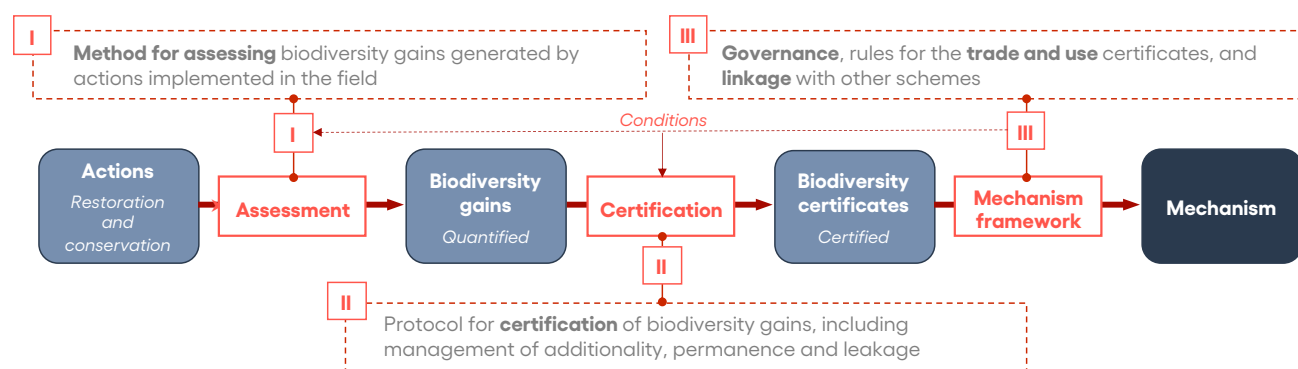 I
Method for assessing biodiversity gains generated by
actions implemented in the field
III
Governance, rules for the trade and use certificates, and
linkage with other schemes
Conditions
I
III
Actions
Restoration
and
conservation
Assessment
Biodiversity
gains
Quantified
Certification
Biodiversity
certificates
Certified
Mechanism
framework
Mechanism
II
II
Protocol for certification of biodiversity gains, including
management of additionality, permanence and leakage